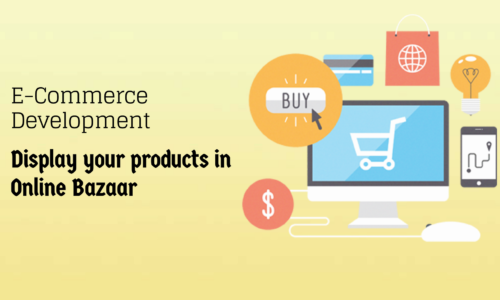 E-Commerce
Development
Display your products in
Online Bazaar
BUY
$